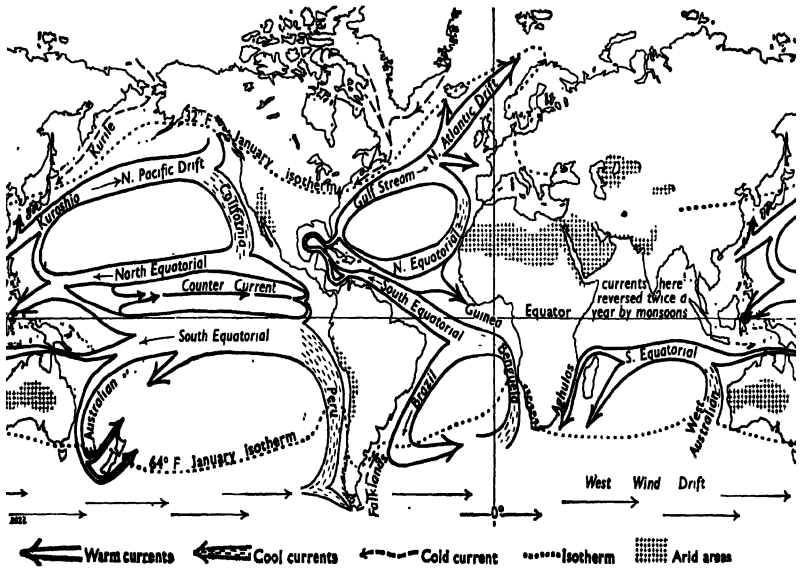 Kurile
32° F
January
isotherm
N. Atlantic Drift
Kuroshio
N. Pacific Drift
California
Gulf Stream
North Equatorial
N. Equatorial
Counter Current
South Equatorial
Guinea
Equator
currents here
reversed twice a
year by monsoons
South Equatorial
S. Equatorial
E Australian
64° F January Isotherm
Peru
Brazil
Benguela
Aghulas
West
Australian
Falklands
West Wind Drift
0°
2022
Warm currents
Cool currents
Cold current
Isotherm
Arid areas